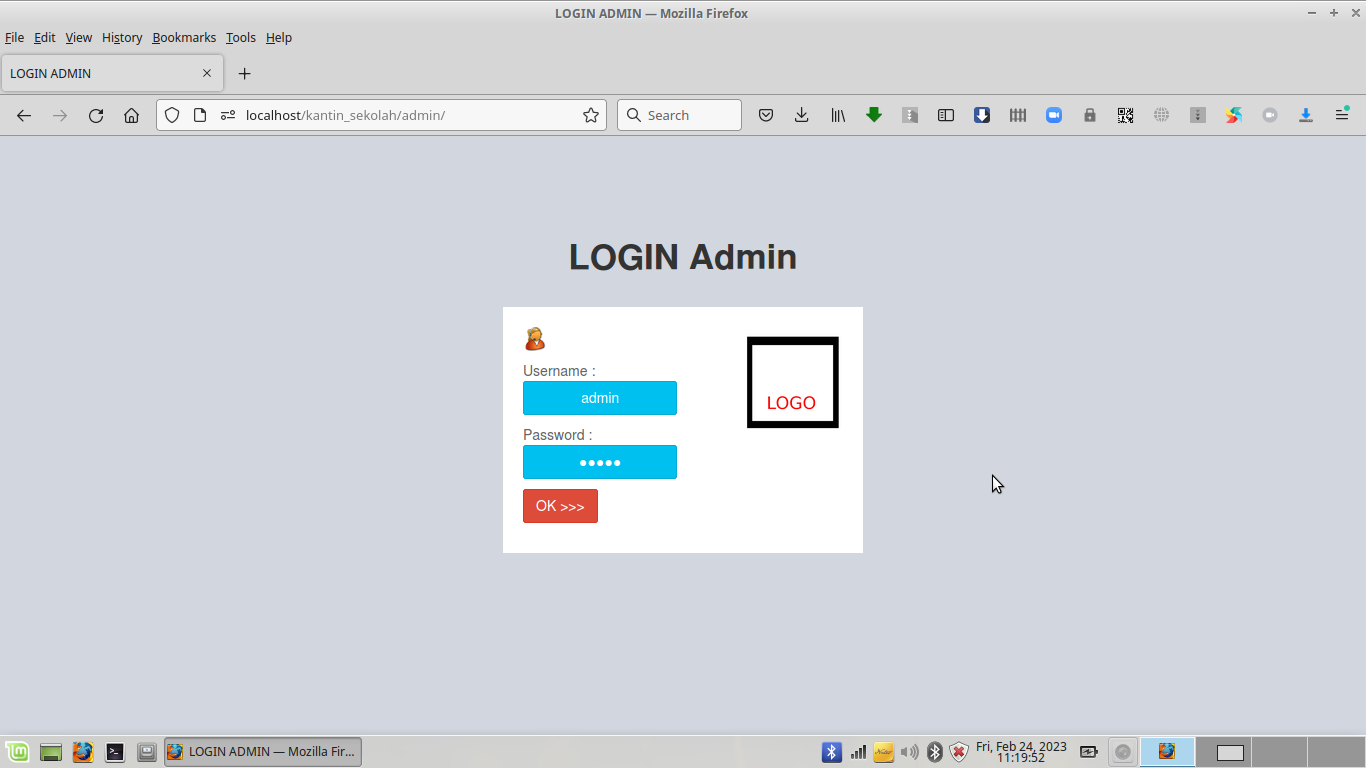 LOGIN ADMIN — Mozilla Firefox
File Edit View History Bookmarks Tools Help
LOGIN ADMIN
localhost/kantin_sekolah/admin/
Search
LOGIN Admin
Username :
admin
LOGO
Password :
●●●●●
OK >>>
LOGIN ADMIN — Mozilla Fir...
Fri, Feb 24, 2023
11:19:52